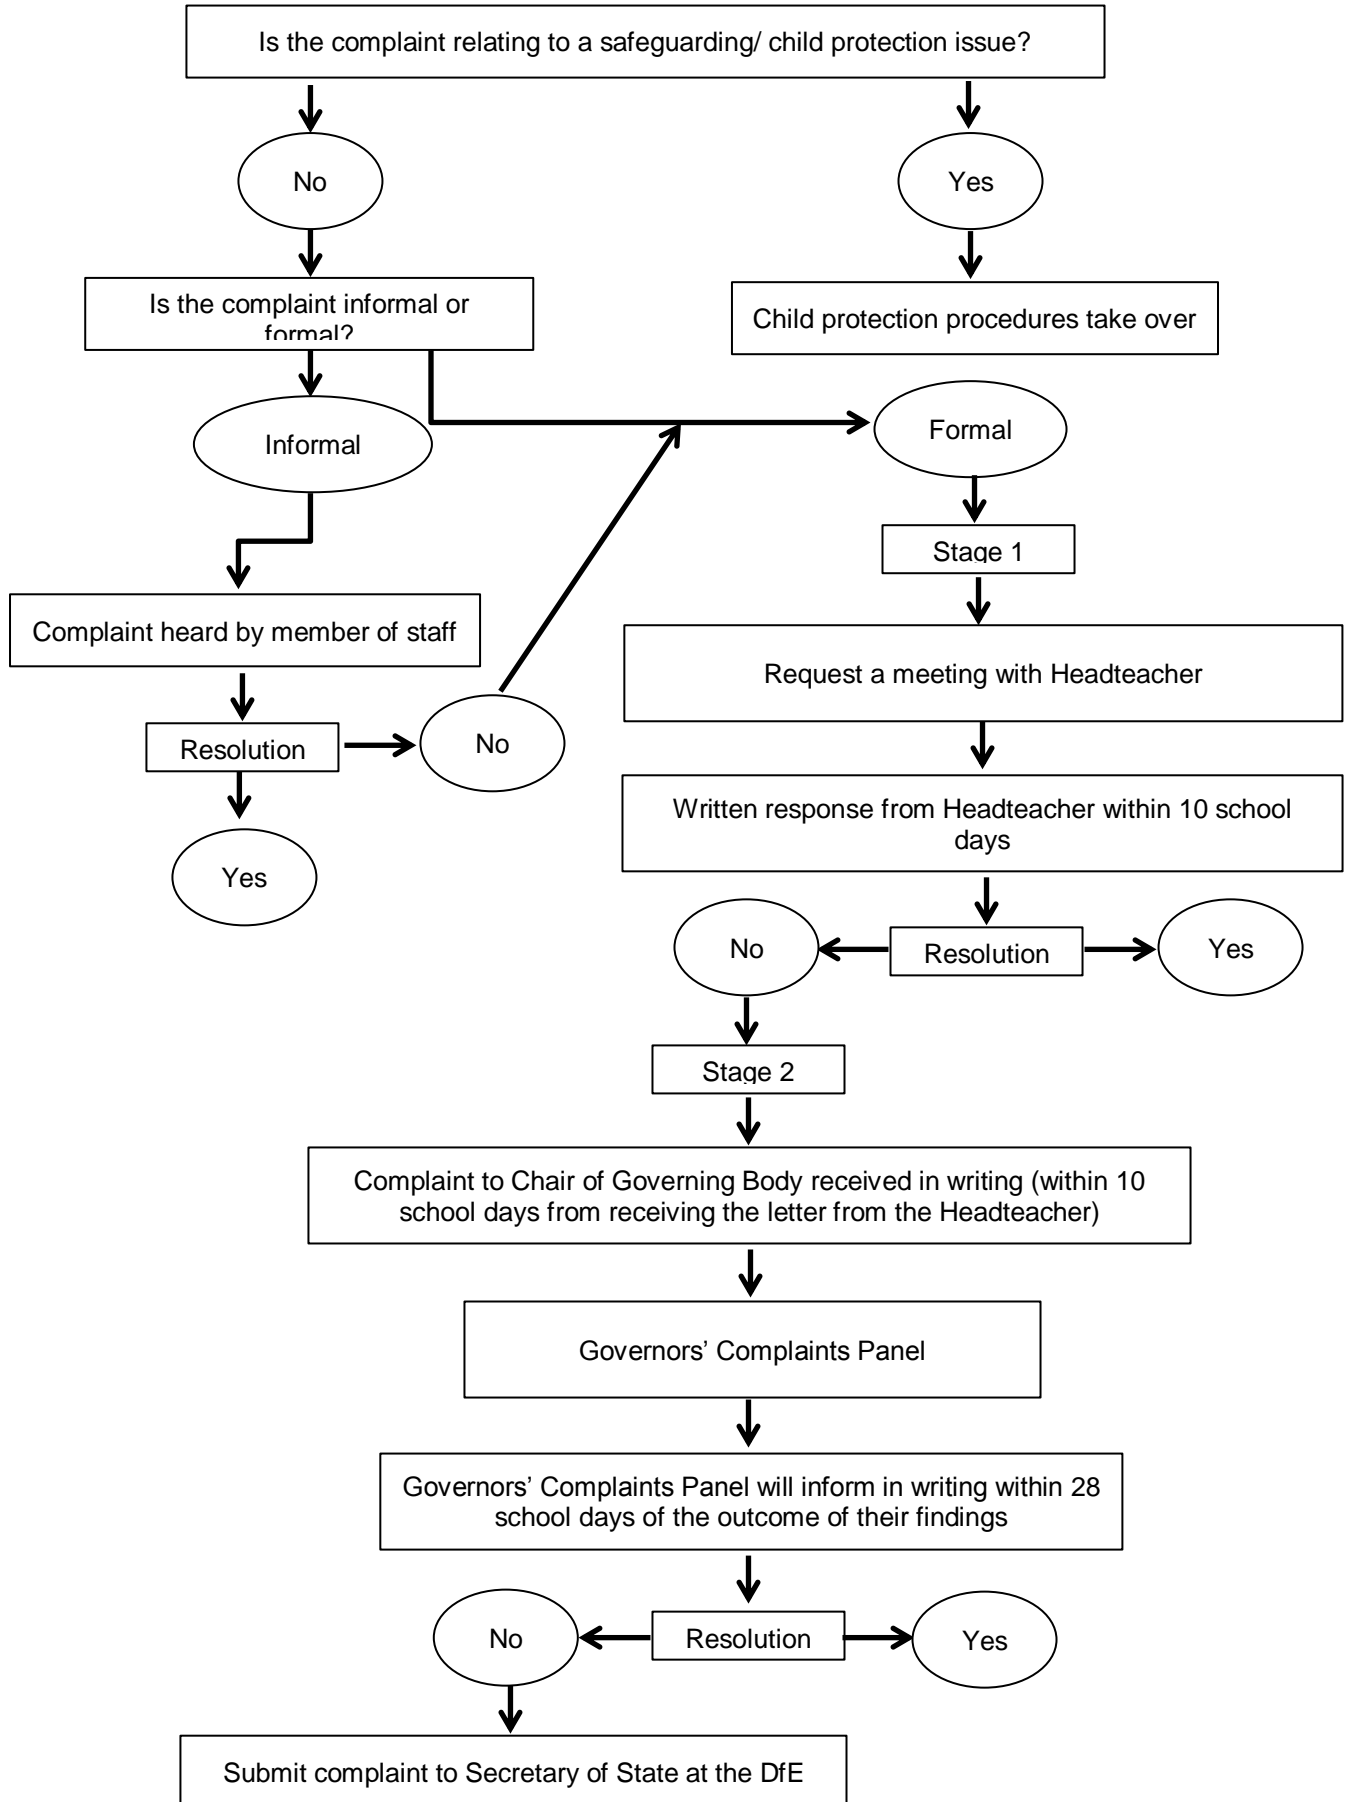 Is the complaint relating to a safeguarding/ child protection issue?
No
Yes
Is the complaint informal or
formal?
Child protection procedures take over
Informal
Formal
Stage 1
Complaint heard by member of staff
Request a meeting with Headteacher
Resolution
No
Written response from Headteacher within 10 school
days
Yes
No
Resolution
Yes
Stage 2
Complaint to Chair of Governing Body received in writing (within 10
school days from receiving the letter from the Headteacher)
Governors’ Complaints Panel
Governors’ Complaints Panel will inform in writing within 28
school days of the outcome of their findings
No
Resolution
Yes
Submit complaint to Secretary of State at the DfE